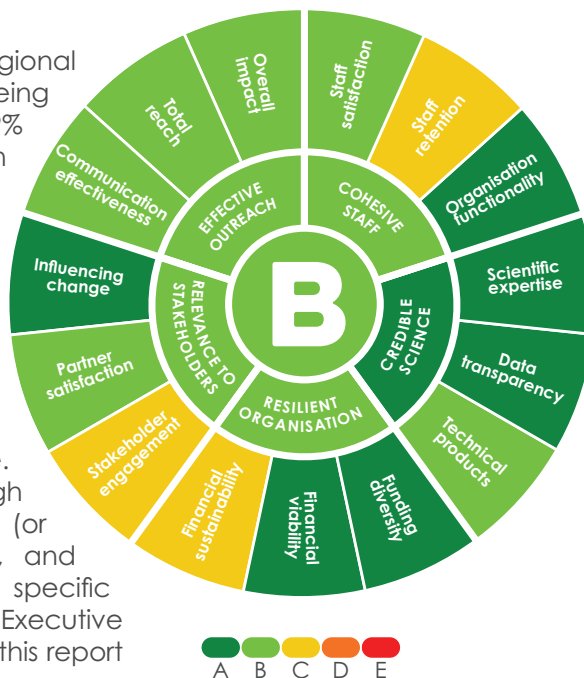 gional
eing
%
Overall
impact
Staff
satisfaction
Total
reach
Staff
retention
Communication
effectiveness
Organisation
functionality
EFFECTIVE
OUTREACH
COHESIVE
STAFF
Influencing
change
Scientific
expertise
RELEVANCE TO
STAKEHOLDERS
B
CREDIBLE
SCIENCE
Partner
satisfaction
Data
transparency
RESILIENT
ORGANISATION
Stakeholder
engagement
Technical
products
Financial
sustainability
Financial
viability
Funding
diversity
.
gh
(or
, and
specific
Executive
this report
A B C D E